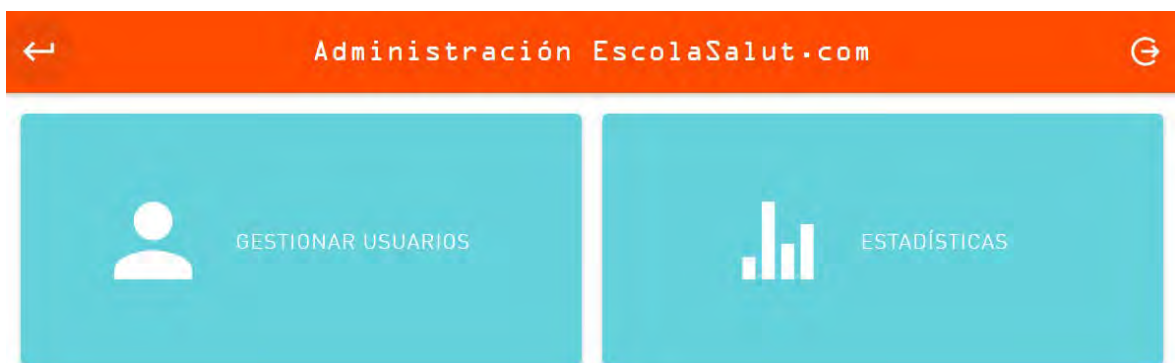 Administración EscolaSalut.com
GESTIONAR USUARIOS
ESTADÍSTICAS